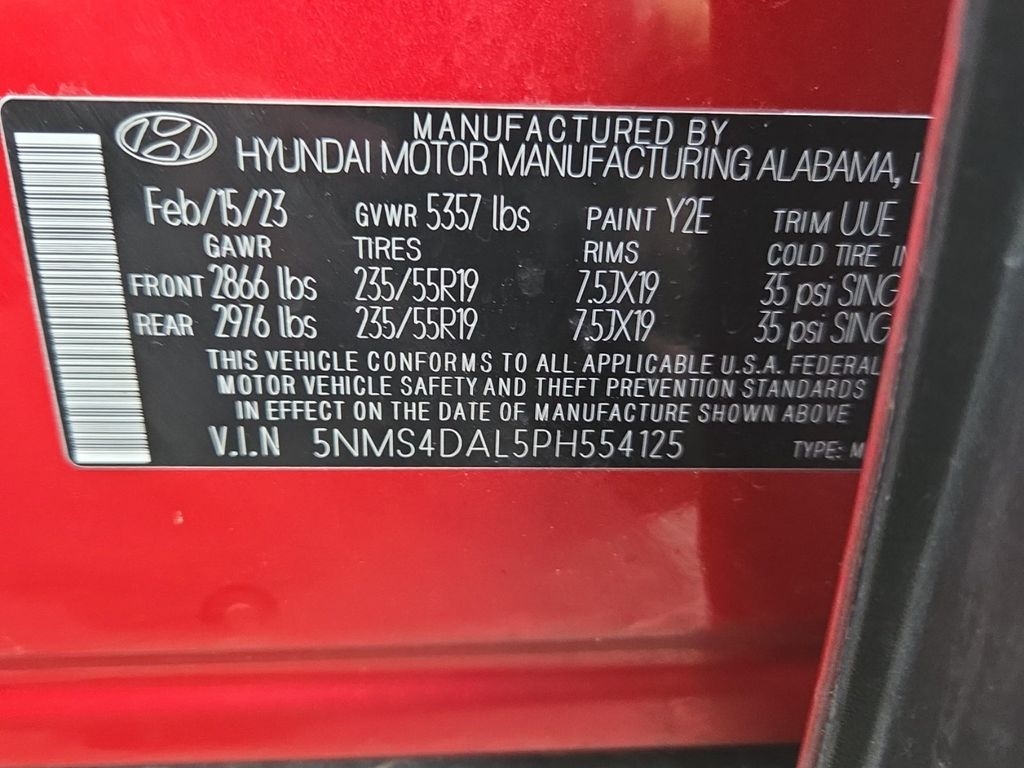 MANUFACTURED BY
HYUNDAI MOTOR MANUFACTURING ALABAMA,
Feb/15/23 GVWR 5357 lbs PAINT Y2E TRIM UUE
GAWR TIRES RIMS COLD TIRE
FRONT 2866 lbs 235/55R19 7.5JX19 35 psi SING
REAR 2976 lbs 235/55R19 7.5JX19 35 psi SING
THIS VEHICLE CONFORMS TO ALL APPLICABLE U.S.A. FEDERAL
MOTOR VEHICLE SAFETY AND THEFT PREVENTION STANDARDS
IN EFFECT ON THE DATE OF MANUFACTURE SHOWN ABOVE
V.I.N 5NMS4DAL5PH554125 TYPE: